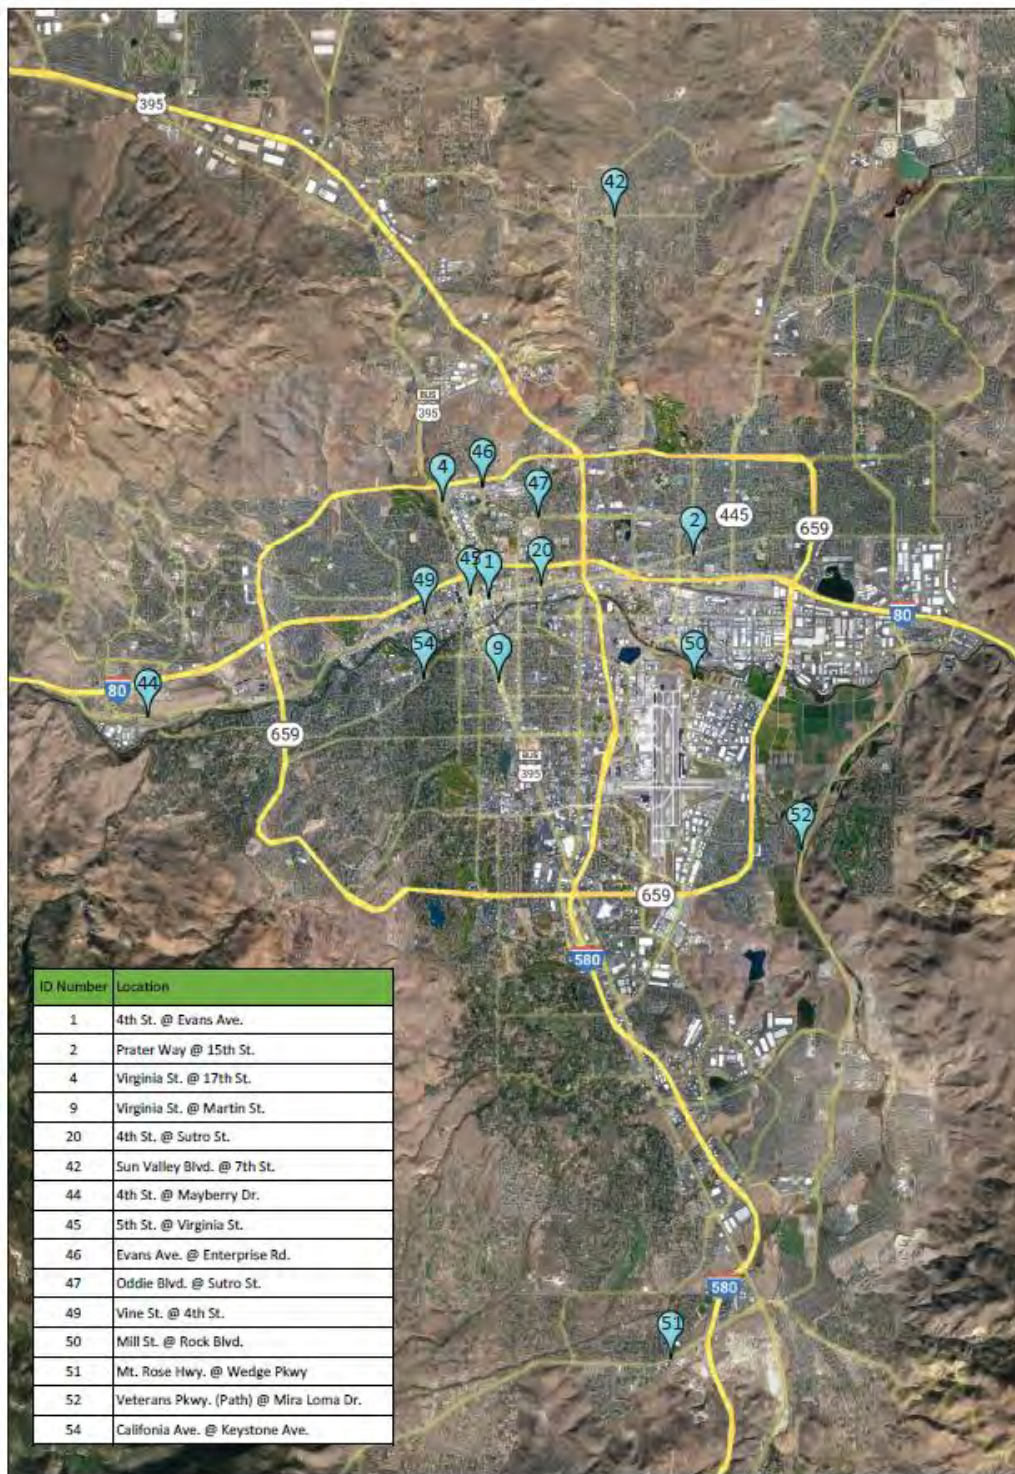 395
42
BUS
395
46
4
47
2
445
659
45
1
20
49
80
54
9
50
80
44
659
BUS
395
52
659
580
ID Number Location
1 4th St. @ Evans Ave.
2 Prater Way @ 15th St.
4 Virginia St. @ 17th St.
9 Virginia St. @ Martin St.
20 4th St. @ Sutro St.
42 Sun Valley Blvd. @ 7th St.
44 4th St. @ Mayberry Dr.
45 5th St. @ Virginia St.
46 Evans Ave. @ Enterprise Rd.
47 Oddie Blvd. @ Sutro St.
49 Vine St. @ 4th St.
50 Mill St. @ Rock Blvd.
51 Mt. Rose Hwy. @ Wedge Pkwy
52 Veterans Pkwy. (Path) @ Mira Loma Dr.
54 Califonia Ave. @ Keystone Ave.
580
51